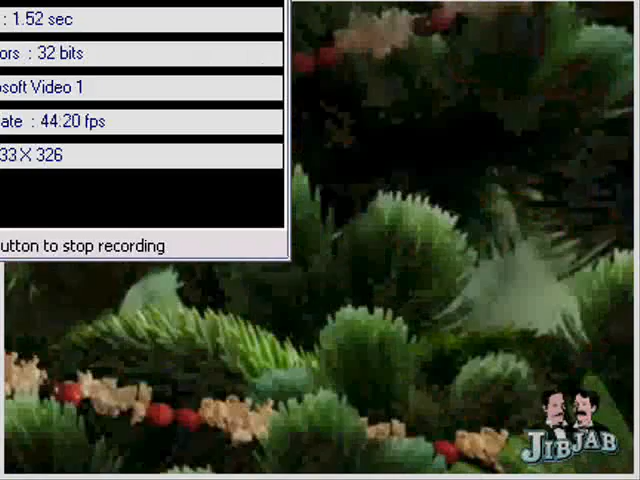 : 1.52 sec
ors : 32 bits
osoft Video 1
ate : 44.20 fps
33 X 326
utton to stop recording
JIBJAB